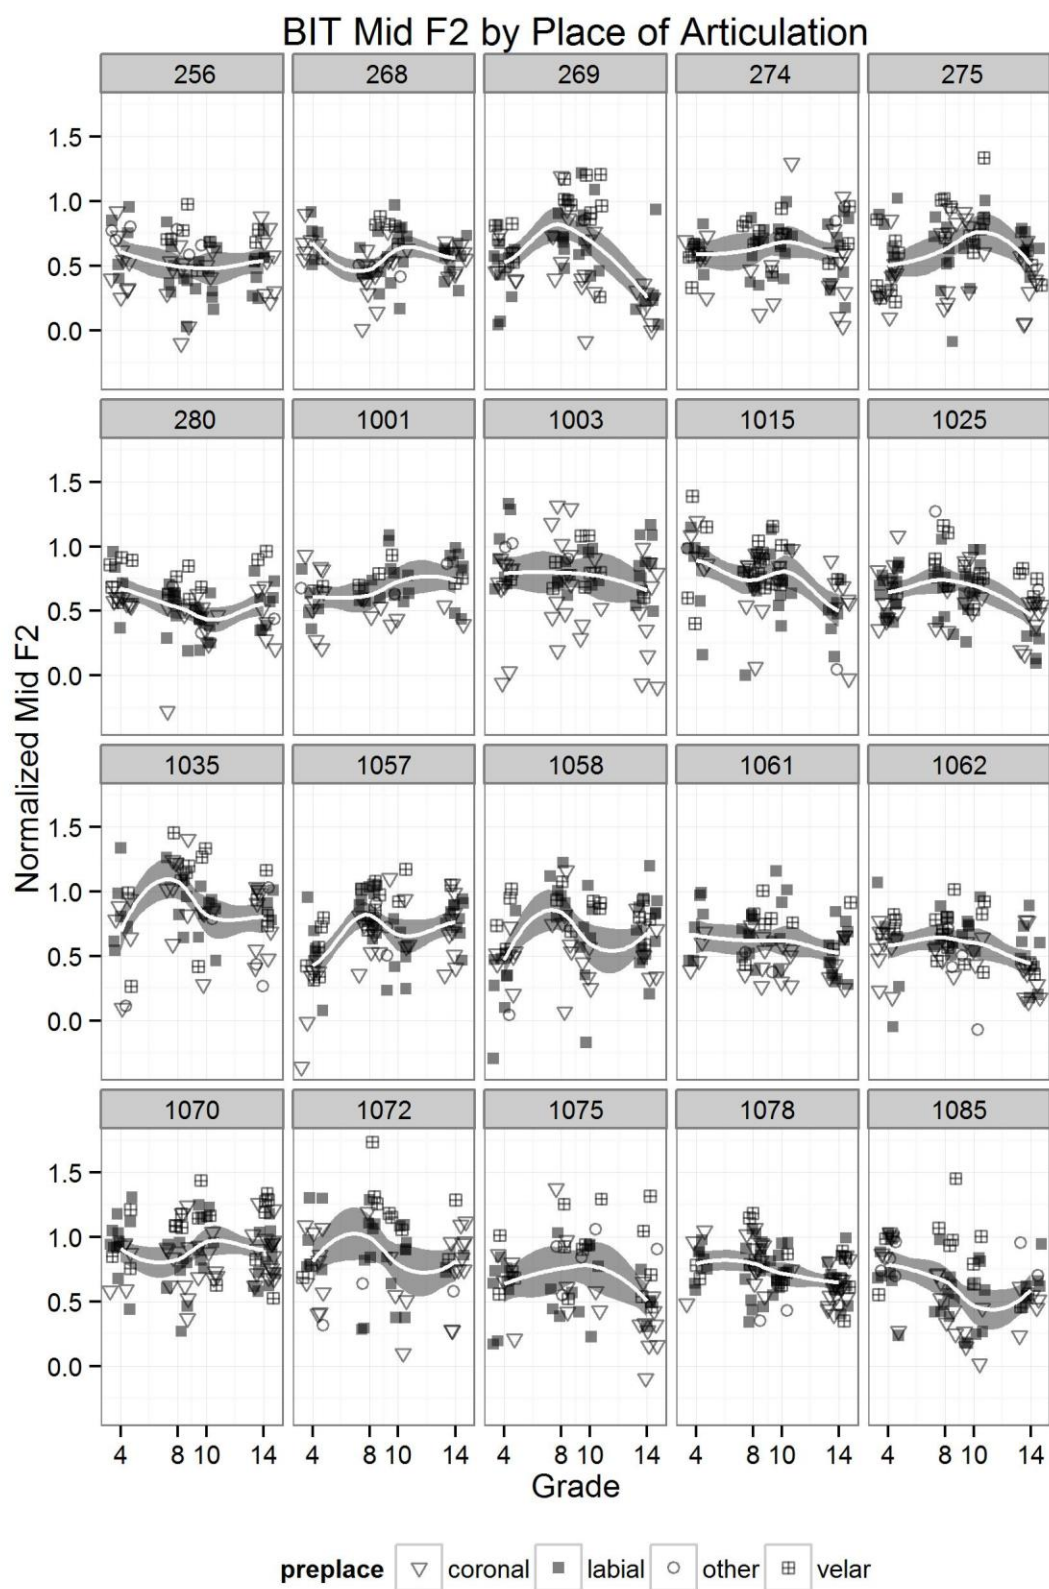 BIT Mid F2 by Place of Articulation
256 268 269 274 275
1.5
1.0
0.5
0.0
280 1001 1003 1015 1025
1.5
1.0
0.5
0.0
Normalized Mid F2
1035 1057 1058 1061 1062
1.5
1.0
0.5
0.0
1070 1072 1075 1078 1085
1.5
1.0
0.5
0.0
4 8 10 14 4 8 10 14 4 8 10 14 4 8 10 14 4 8 10 14
Grade
preplace coronal labial other velar